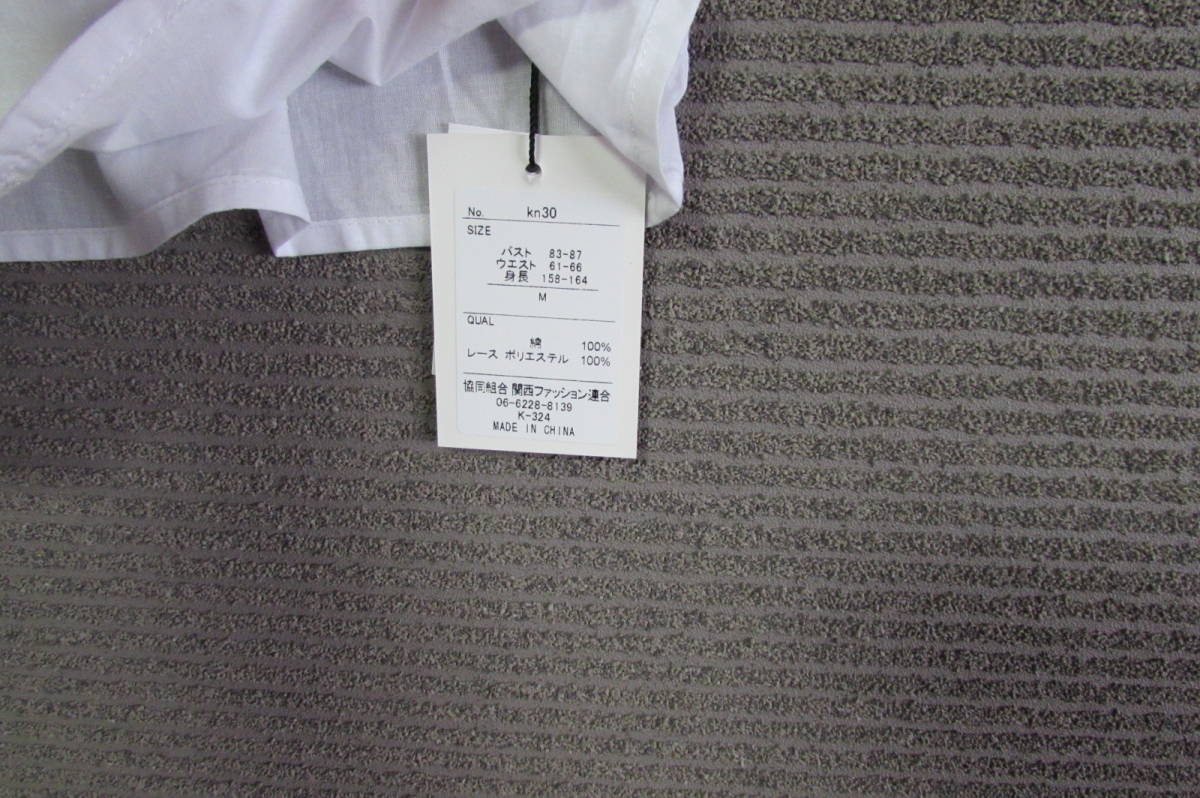 No. kn30
SIZE
バスト 83-87
ウエスト 61-66
身長 158-164
M
QUAL
綿 100%
レース ポリエステル 100%
協同組合 関西ファッション連合
06-6228-8139
K-324
MADE IN CHINA